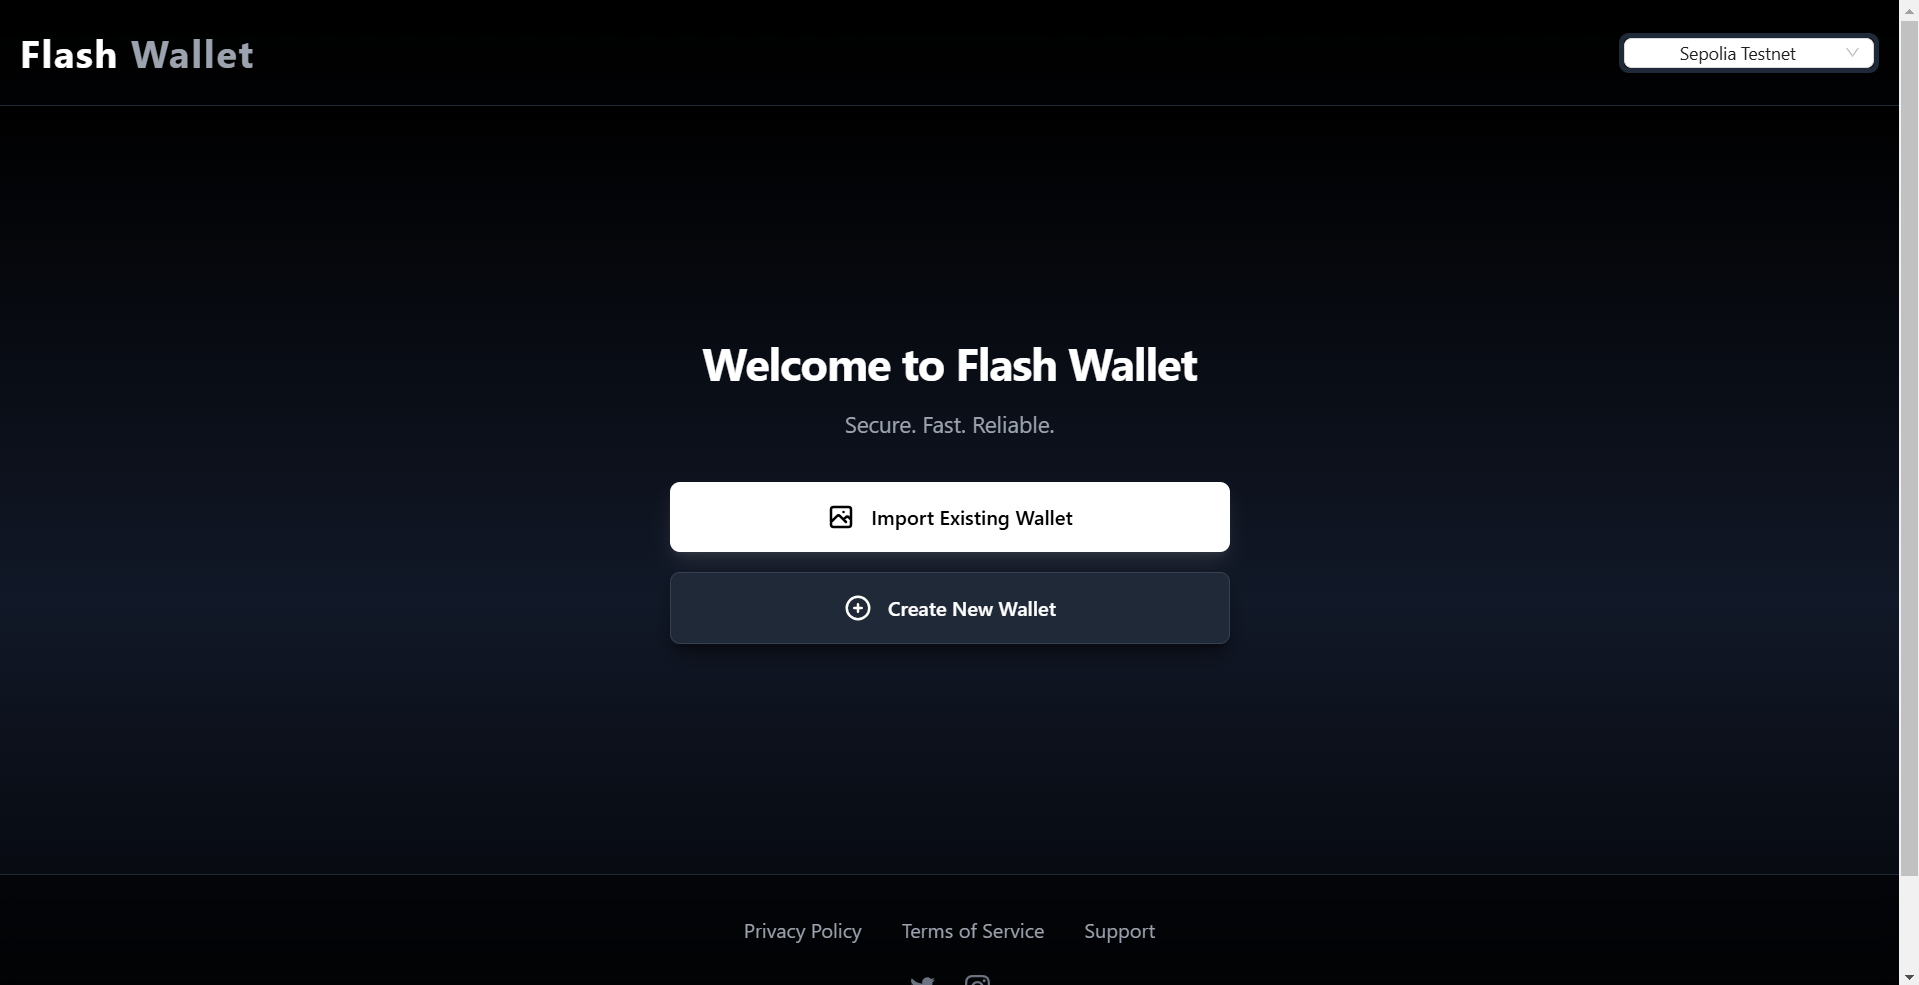 Flash Wallet
Sepolia Testnet
Welcome to Flash Wallet
Secure. Fast. Reliable.
Import Existing Wallet
Create New Wallet
Privacy Policy
Terms of Service
Support